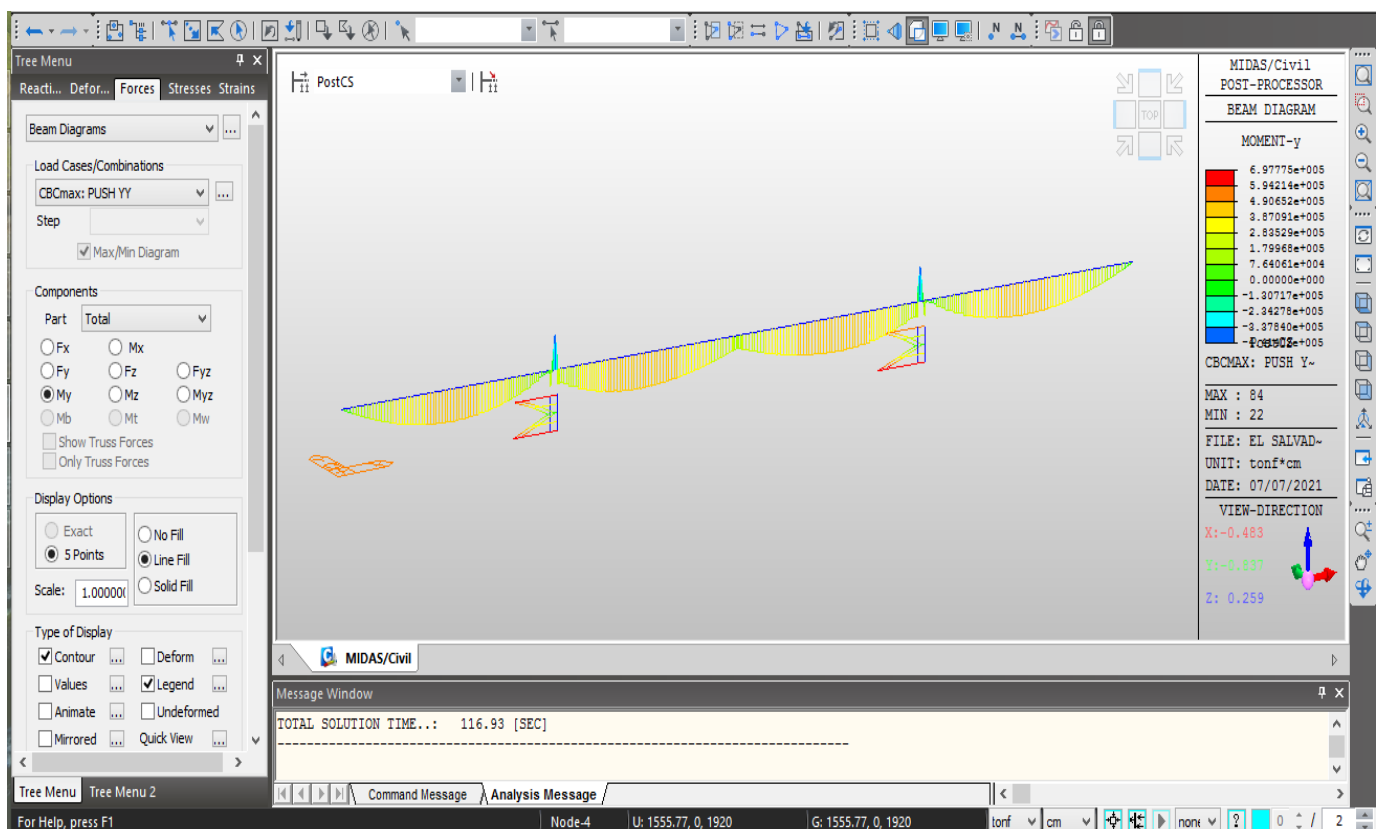 PostCS
Tree Menu
Reacti... Defor... Forces Stresses Strains
Beam Diagrams
...
Load Cases/Combinations
CBCmax: PUSH YY
...
Step
Max/Min Diagram
Components
Part Total
Fx Mx
Fy Fz Fyz
My Mz Myz
Mb Mt Mw
Show Truss Forces
Only Truss Forces
Display Options
Exact
5 Points
No Fill
Line Fill
Solid Fill
Scale: 1.00000
Type of Display
Contour ... Deform ...
Values ... Legend ...
Animate ... Undeformed
Mirrored ... Quick View ...
Tree Menu Tree Menu 2
TOP
MIDAS/Civil
POST-PROCESSOR
BEAM DIAGRAM
MOMENT-y
6.97775e+005
5.94214e+005
4.90652e+005
3.87091e+005
2.83529e+005
1.79968e+005
7.64061e+004
0.00000e+000
-1.30717e+005
-2.34278e+005
-3.37840e+005
CBCMAX: PUSH Y~
MAX : 84
MIN : 22
FILE: EL SALVAD~
UNIT: tonf*cm
DATE: 07/07/2021
VIEW-DIRECTION
X:-0.483
Z: 0.259
MIDAS/Civil
Message Window
TOTAL SOLUTION TIME..: 116.93 [SEC]
Command Message Analysis Message
For Help, press F1 Node-4 U: 1555.77, 0, 1920 G: 1555.77, 0, 1920 tonf cm none ? 0 / 2